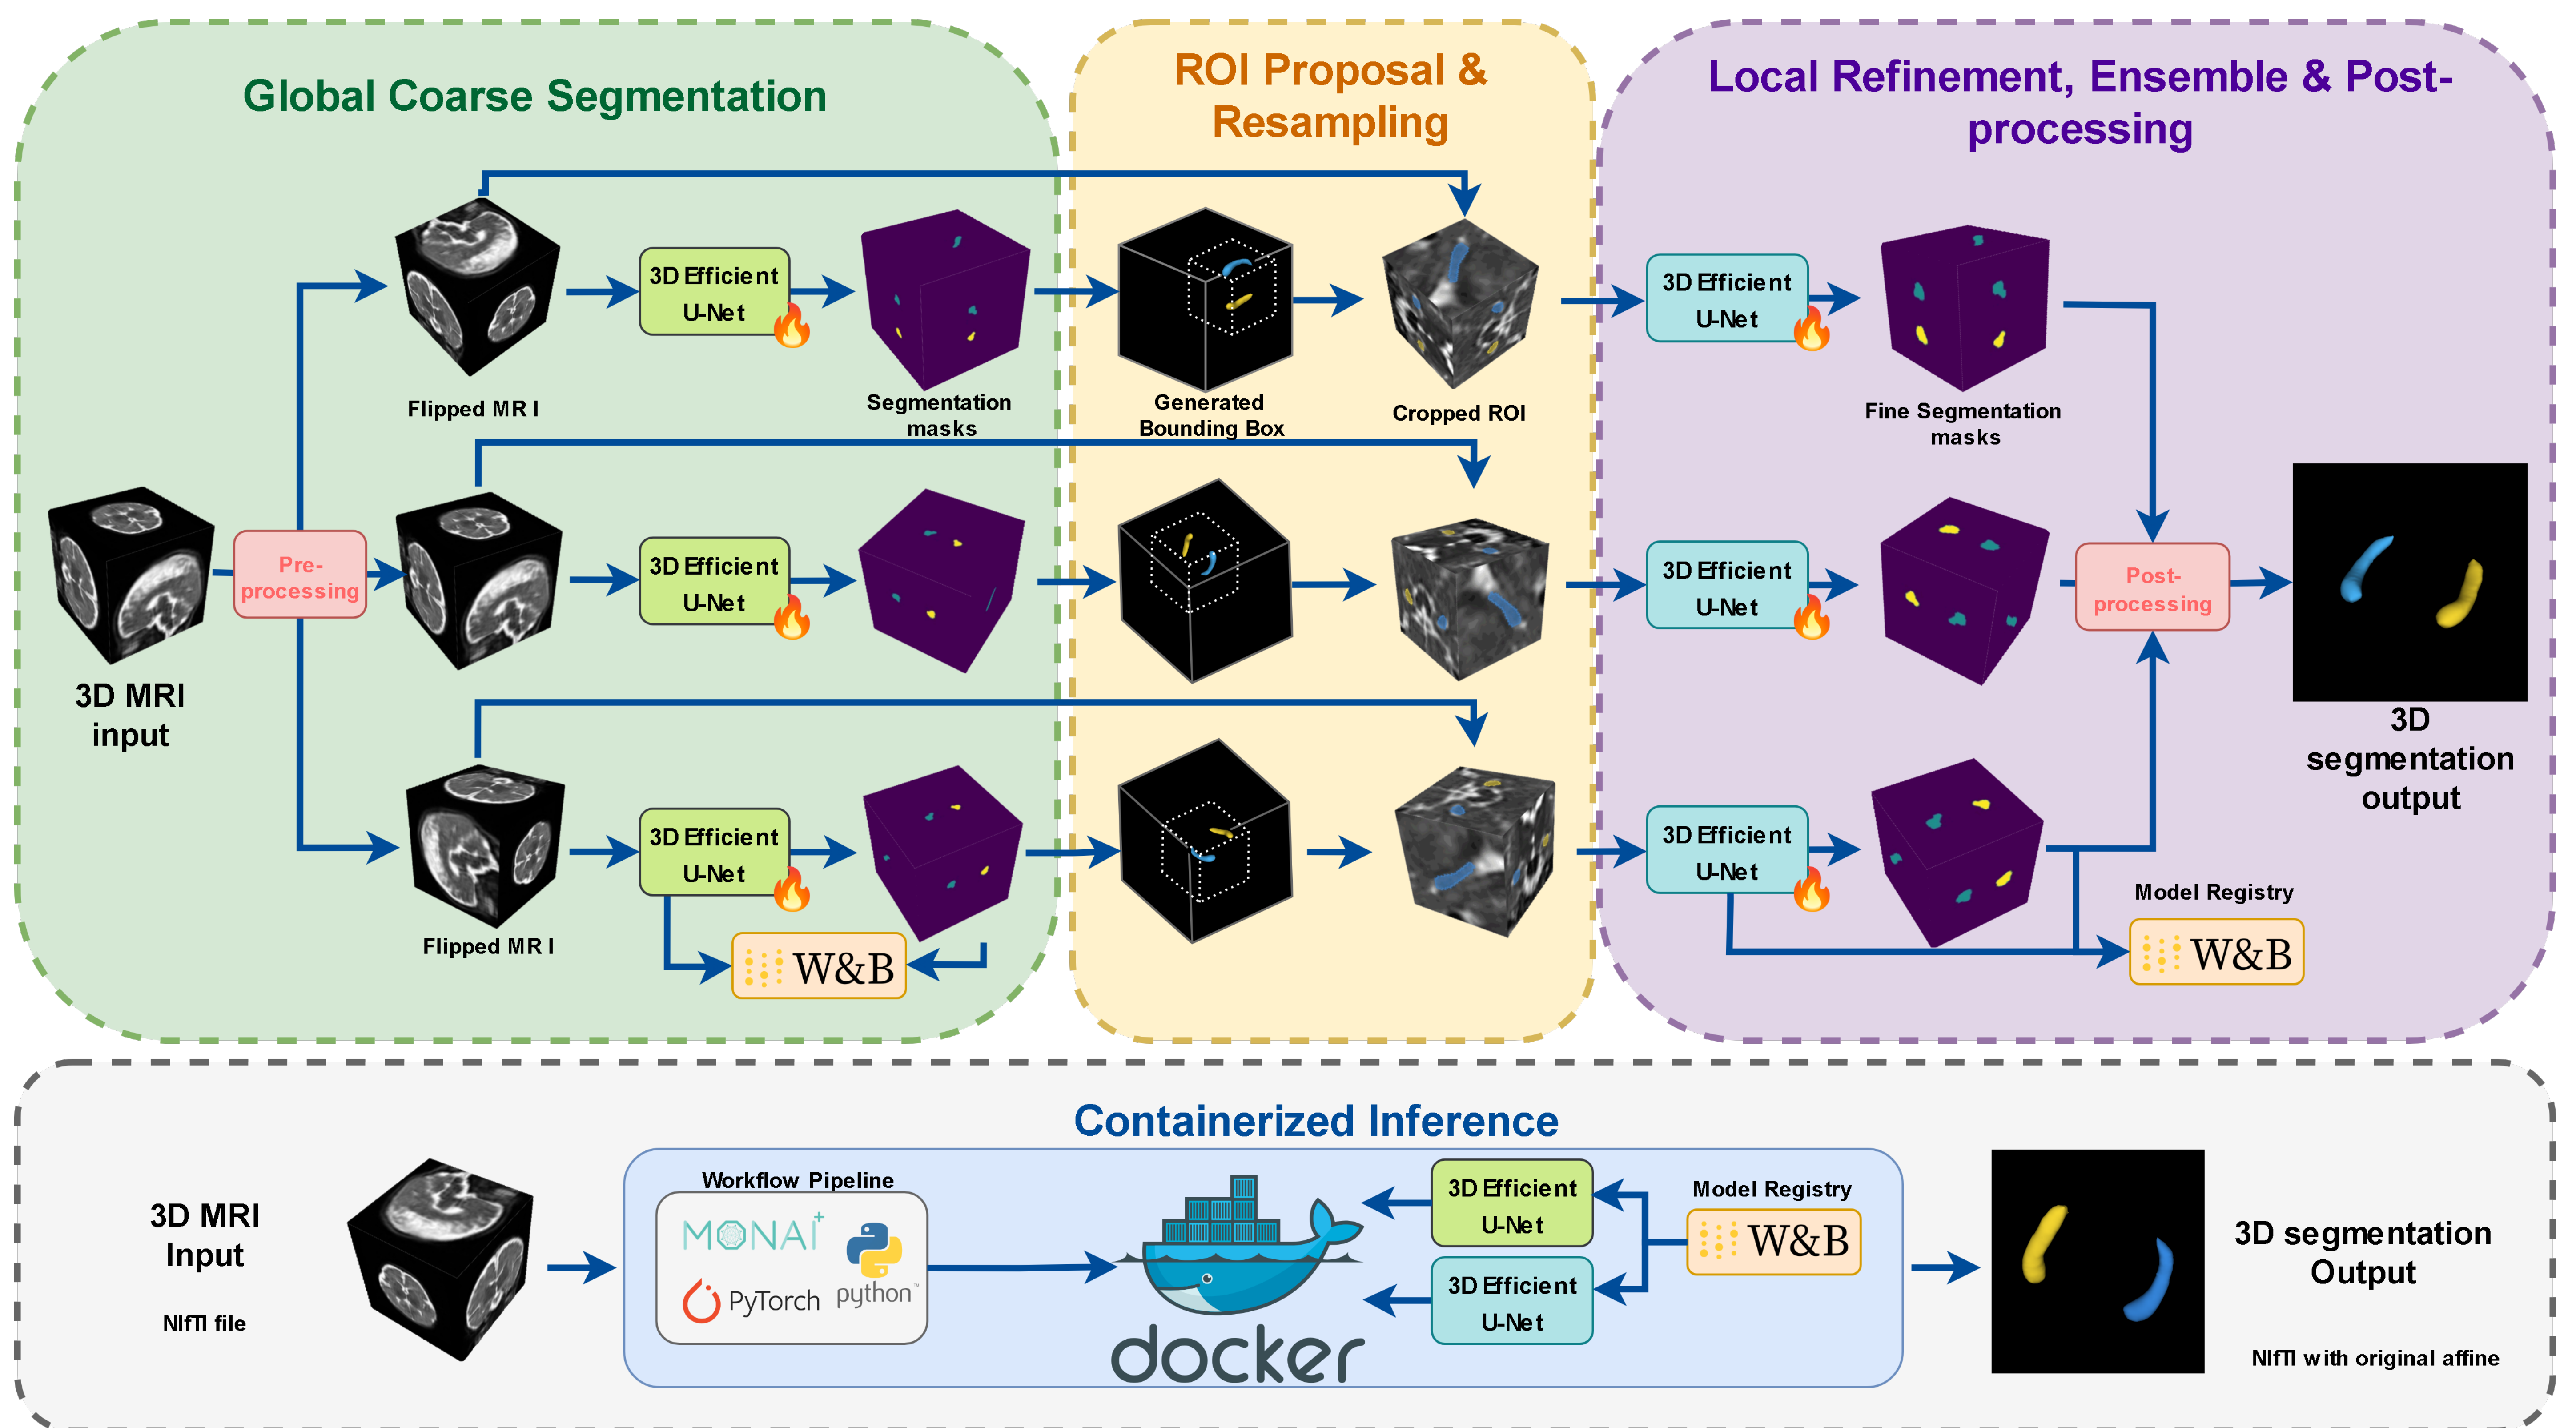 Global Coarse Segmentation
ROI Proposal &
Resampling
Local Refinement, Ensemble & Post-
processing
3D Efficient
U-Net
3D Efficient
U-Net
Flipped MRI
Segmentation
masks
Generated
Bounding Box
Cropped ROI
Fine Segmentation
masks
Pre-
processing
3D Efficient
U-Net
3D Efficient
U-Net
Post-
processing
3D MRI
input
3D
segmentation
output
3D Efficient
U-Net
3D Efficient
U-Net
Flipped MRI
W&B
Model Registry
W&B
Containerized Inference
3D MRI
Input
NIfTI file
Workflow Pipeline
MONAI+
PyTorch
python™
docker
3D Efficient
U-Net
3D Efficient
U-Net
Model Registry
W&B
3D segmentation
Output
NIfTI with original affine